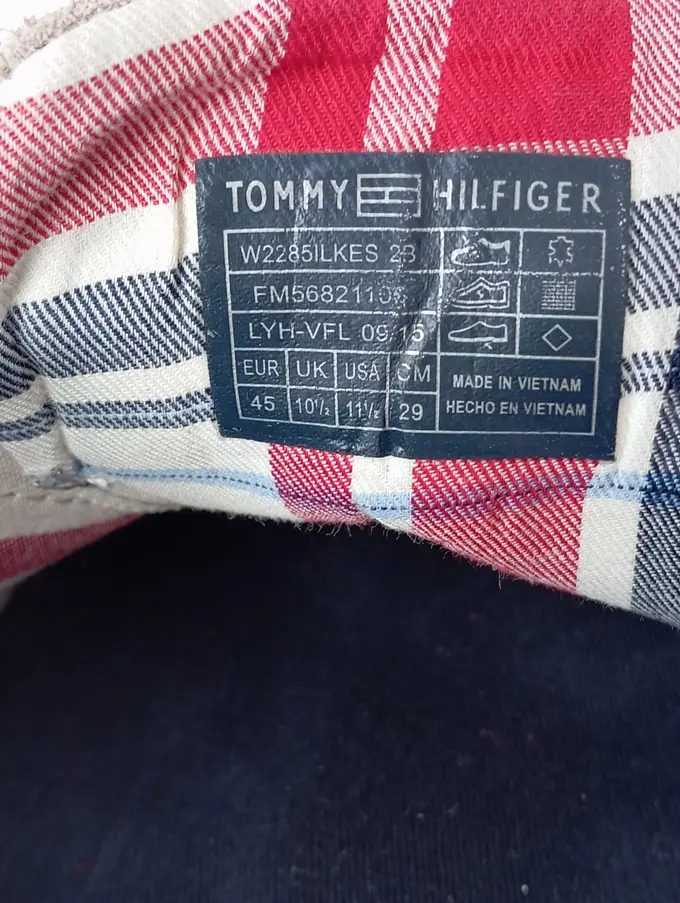 TOMMY HILFIGER
W2285ILKES 2B
LYH-VFL 09/15
EUR UK USA CM
45 10½ 11½ 29
MADE IN VIETNAM
HECHO EN VIETNAM